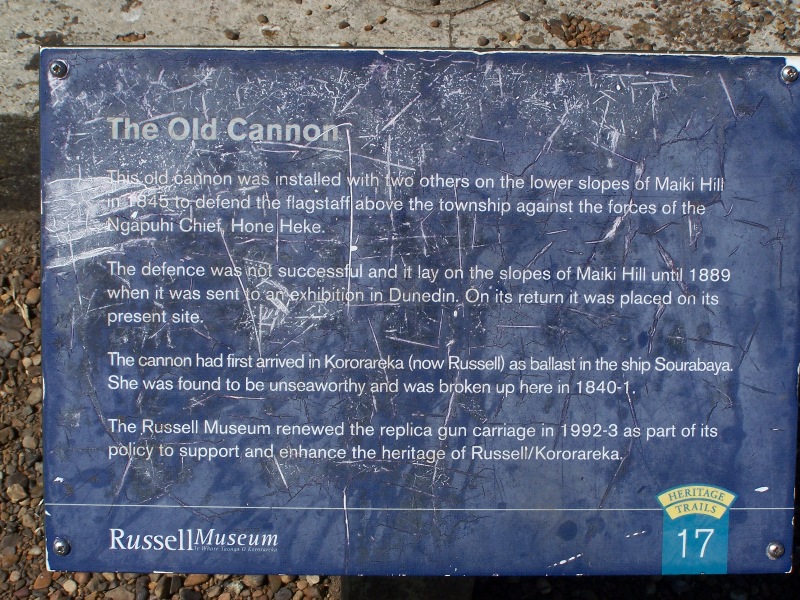 The Old Cannon
This old cannon was installed with two others on the lower slopes of Maiki Hill
in 1845 to defend the flagstaff above the township against the forces of the
Ngapuhi Chief, Hone Heke.
The defence was not successful and it lay on the slopes of Maiki Hill until 1889
when it was sent to an exhibition in Dunedin. On its return it was placed on its
present site.
The cannon had first arrived in Kororareka (now Russell) as ballast in the ship Sourabaya.
She was found to be unseaworthy and was broken up here in 1840-1.
The Russell Museum renewed the replica gun carriage in 1992-3 as part of its
policy to support and enhance the heritage of Russell/Kororareka.
HERITAGE
TRAILS
17
Russell Museum
Te Whare Taonga O Kororareka